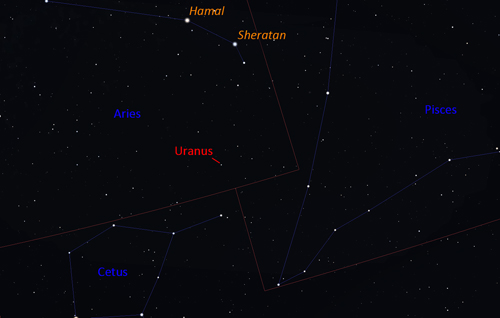 Hamal
Sheratan
Aries
Pisces
Uranus
Cetus